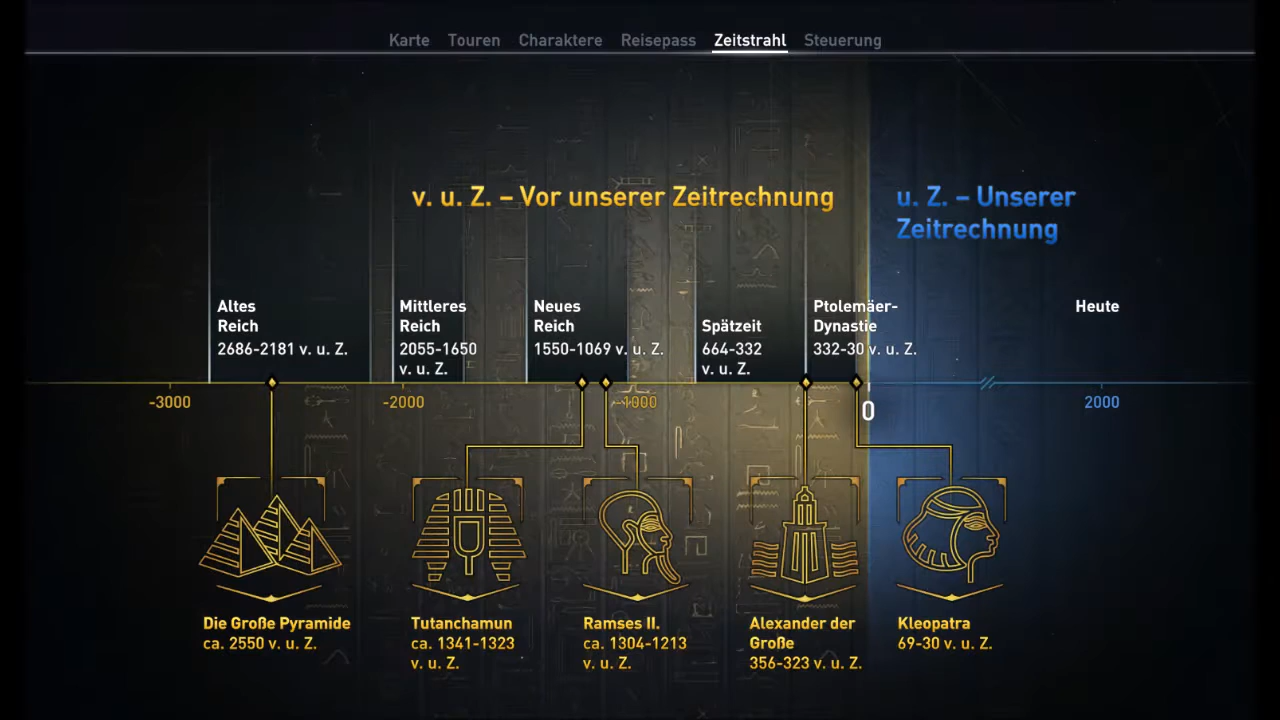 Karte Touren Charaktere Reisepass Zeitstrahl Steuerung
v. u. Z. – Vor unserer Zeitrechnung
u. Z. – Unserer
Zeitrechnung
Altes
Reich
2686-2181 v. u. Z.
Mittleres
Reich
2055-1650
v. u. Z.
Neues
Reich
1550-1069 v. u. Z.
Spätzeit
664-332
v. u. Z.
Ptolemäer-
Dynastie
332-30 v. u. Z.
Heute
-3000 -2000 -1000 0 2000
Die Große Pyramide
ca. 2550 v. u. Z.
Tutanchamun
ca. 1341-1323
v. u. Z.
Ramses II.
ca. 1304-1213
v. u. Z.
Alexander der
Große
356-323 v. u. Z.
Kleopatra
69-30 v. u. Z.